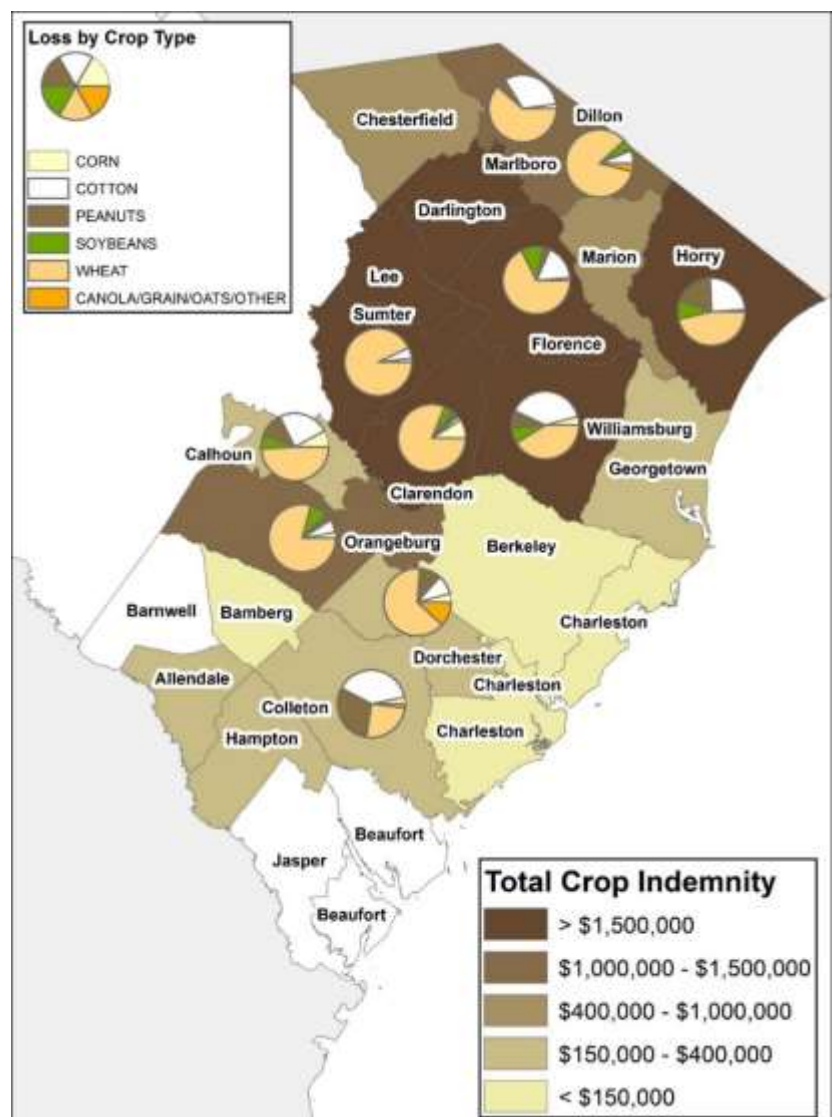 Loss by Crop Type
CORN
COTTON
PEANUTS
SOYBEANS
WHEAT
CANOLA/GRAIN/OATS/OTHER
Chesterfield
Dillon
Marlboro
Darlington
Lee
Marion
Horry
Sumter
Florence
Williamsburg
Calhoun
Georgetown
Clarendon
Orangeburg
Berkeley
Barnwell
Bamberg
Charleston
Dorchester
Allendale
Charleston
Colleton
Charleston
Hampton
Beaufort
Jasper
Beaufort
Total Crop Indemnity
> $1,500,000
$1,000,000 - $1,500,000
$400,000 - $1,000,000
$150,000 - $400,000
< $150,000